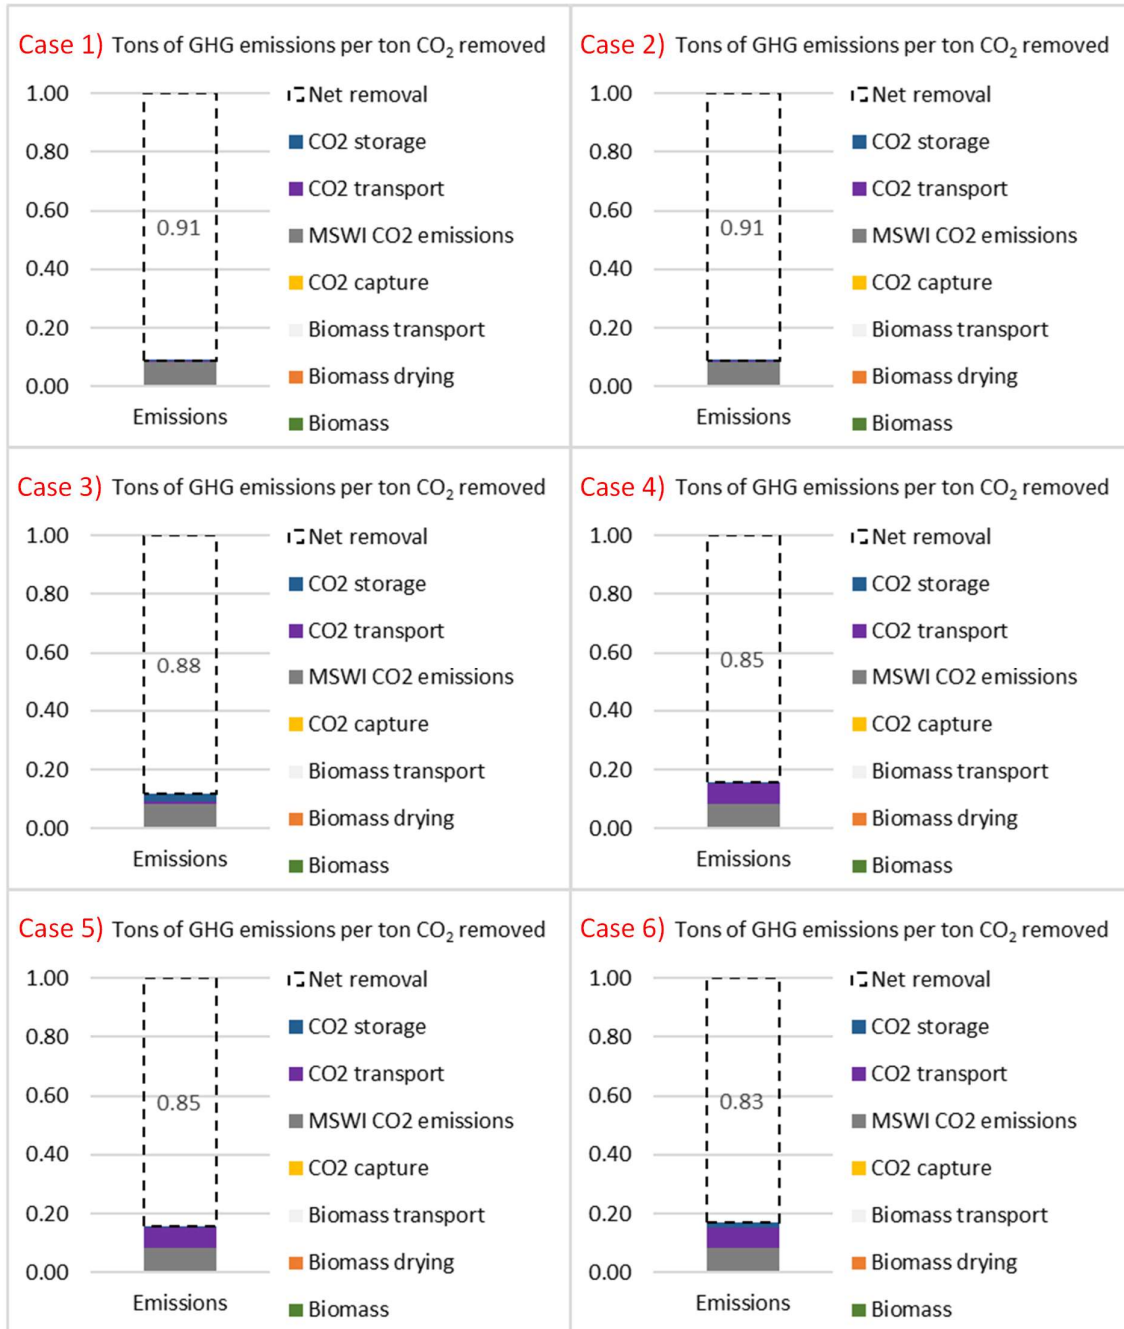 Case 1) Tons of GHG emissions per ton CO₂ removed
1.00
0.80
0.60
0.40
0.20
0.00
0.91
Emissions
Net removal
CO2 storage
CO2 transport
MSWI CO2 emissions
CO2 capture
Biomass transport
Biomass drying
Biomass
Case 2) Tons of GHG emissions per ton CO₂ removed
1.00
0.80
0.60
0.40
0.20
0.00
0.91
Emissions
Net removal
CO2 storage
CO2 transport
MSWI CO2 emissions
CO2 capture
Biomass transport
Biomass drying
Biomass
Case 3) Tons of GHG emissions per ton CO₂ removed
1.00
0.80
0.60
0.40
0.20
0.00
0.88
Emissions
Net removal
CO2 storage
CO2 transport
MSWI CO2 emissions
CO2 capture
Biomass transport
Biomass drying
Biomass
Case 4) Tons of GHG emissions per ton CO₂ removed
1.00
0.80
0.60
0.40
0.20
0.00
0.85
Emissions
Net removal
CO2 storage
CO2 transport
MSWI CO2 emissions
CO2 capture
Biomass transport
Biomass drying
Biomass
Case 5) Tons of GHG emissions per ton CO₂ removed
1.00
0.80
0.60
0.40
0.20
0.00
0.85
Emissions
Net removal
CO2 storage
CO2 transport
MSWI CO2 emissions
CO2 capture
Biomass transport
Biomass drying
Biomass
Case 6) Tons of GHG emissions per ton CO₂ removed
1.00
0.80
0.60
0.40
0.20
0.00
0.83
Emissions
Net removal
CO2 storage
CO2 transport
MSWI CO2 emissions
CO2 capture
Biomass transport
Biomass drying
Biomass